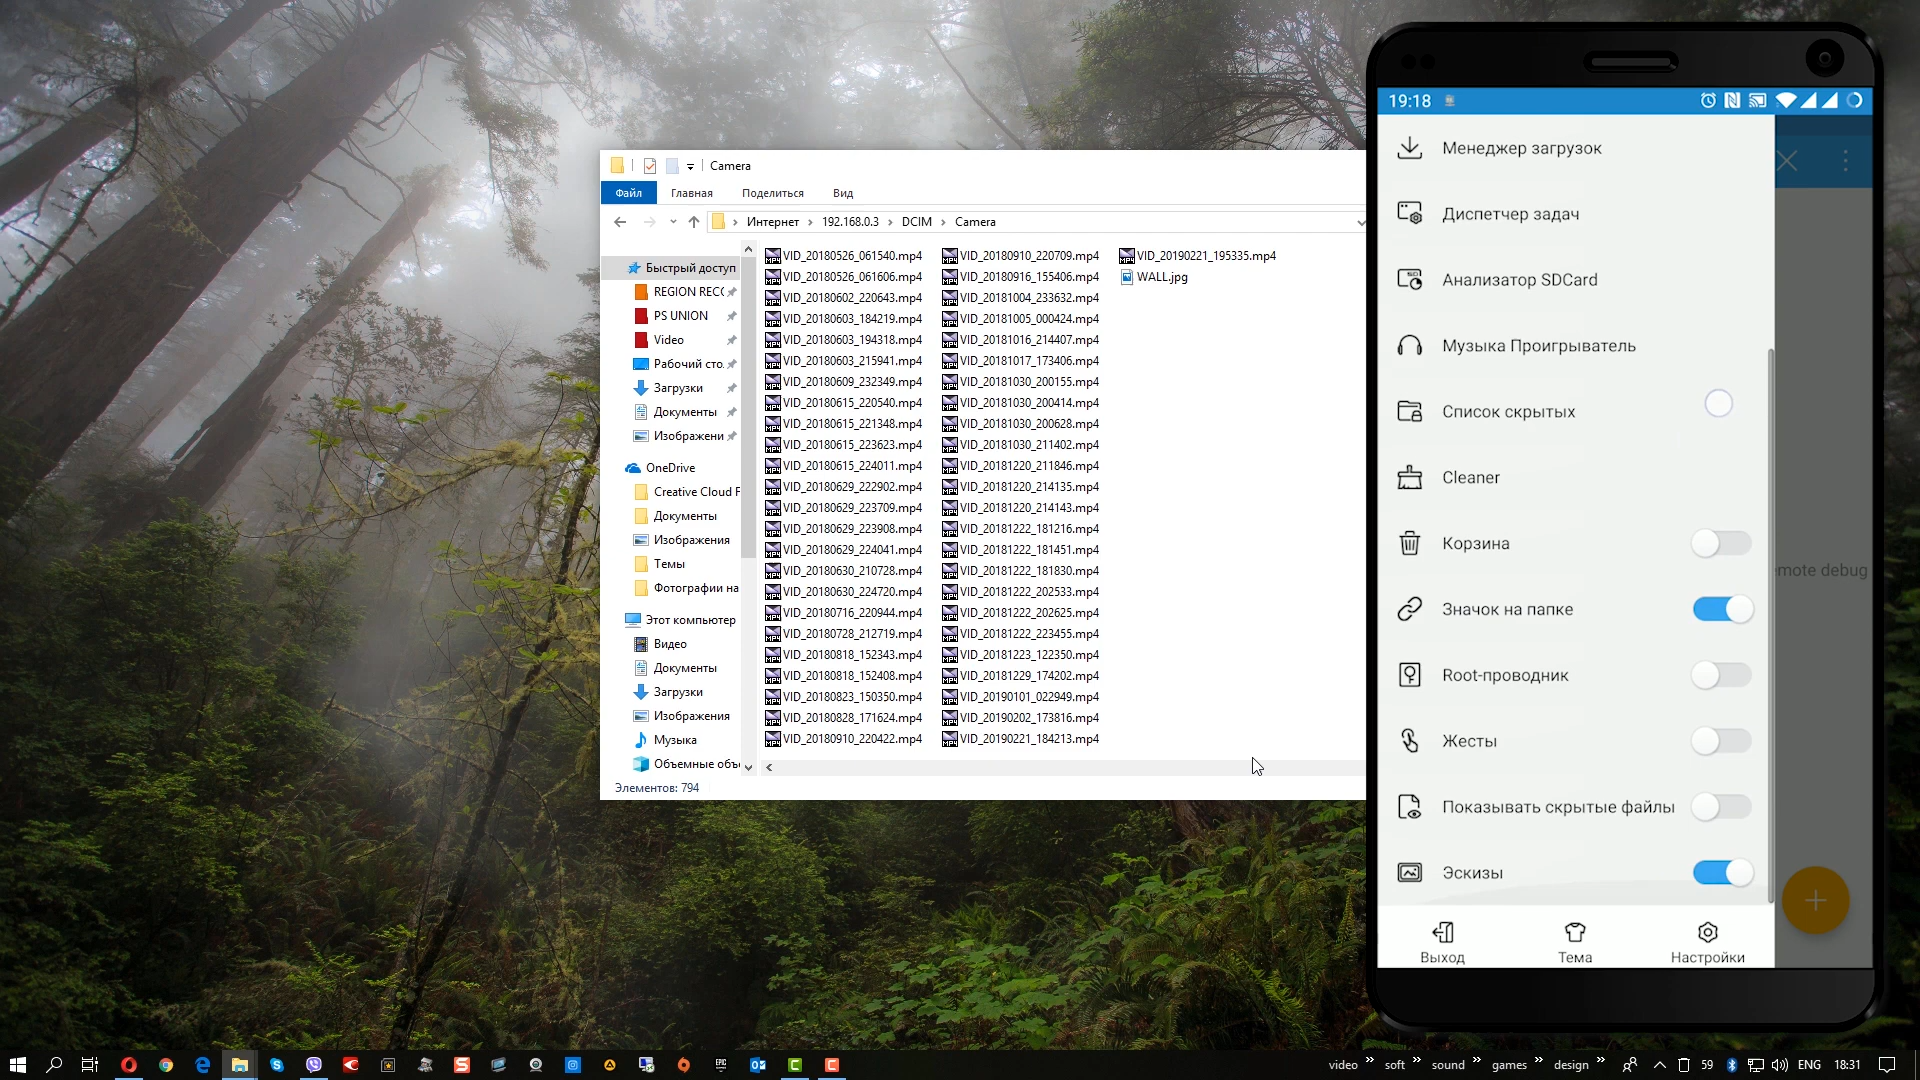 Camera
Файл
Главная
Поделиться
Вид
Интернет
192.168.0.3
DCIM
Camera
Быстрый доступ
REGION REC
PS UNION
Video
Рабочий сто
Загрузки
Документы
Изображени
OneDrive
Creative Cloud F
Документы
Изображения
Темы
Фотографии на
Этот компьютер
Видео
Документы
Загрузки
Изображения
Музыка
Объемные объ
VID_20180526_061540.mp4
VID_20180526_061606.mp4
VID_20180602_220643.mp4
VID_20180603_184219.mp4
VID_20180603_194318.mp4
VID_20180603_215941.mp4
VID_20180609_232349.mp4
VID_20180615_220540.mp4
VID_20180615_221348.mp4
VID_20180615_223623.mp4
VID_20180615_224011.mp4
VID_20180629_222902.mp4
VID_20180629_223709.mp4
VID_20180629_223908.mp4
VID_20180629_224041.mp4
VID_20180630_210728.mp4
VID_20180630_224720.mp4
VID_20180716_220944.mp4
VID_20180728_212719.mp4
VID_20180818_152343.mp4
VID_20180818_152408.mp4
VID_20180823_150350.mp4
VID_20180828_171624.mp4
VID_20180910_220422.mp4
VID_20180910_220709.mp4
VID_20180916_155406.mp4
VID_20181004_233632.mp4
VID_20181005_000424.mp4
VID_20181016_214407.mp4
VID_20181017_173406.mp4
VID_20181030_200155.mp4
VID_20181030_200414.mp4
VID_20181030_200628.mp4
VID_20181030_211402.mp4
VID_20181220_211846.mp4
VID_20181220_214135.mp4
VID_20181220_214143.mp4
VID_20181222_181216.mp4
VID_20181222_181451.mp4
VID_20181222_181830.mp4
VID_20181222_202533.mp4
VID_20181222_202625.mp4
VID_20181222_223455.mp4
VID_20181223_122350.mp4
VID_20181229_174202.mp4
VID_20190101_022949.mp4
VID_20190202_173816.mp4
VID_20190221_184213.mp4
VID_20190221_195335.mp4
WALL.jpg
Элементов: 794
19:18
Менеджер загрузок
Диспетчер задач
Анализатор SDCard
Музыка Проигрыватель
Список скрытых
Cleaner
Корзина
Значок на папке
Root-проводник
Жесты
Показывать скрытые файлы
Эскизы
Выход
Тема
Настройки
emote debug
video
soft
sound
games
design
59
ENG
18:31